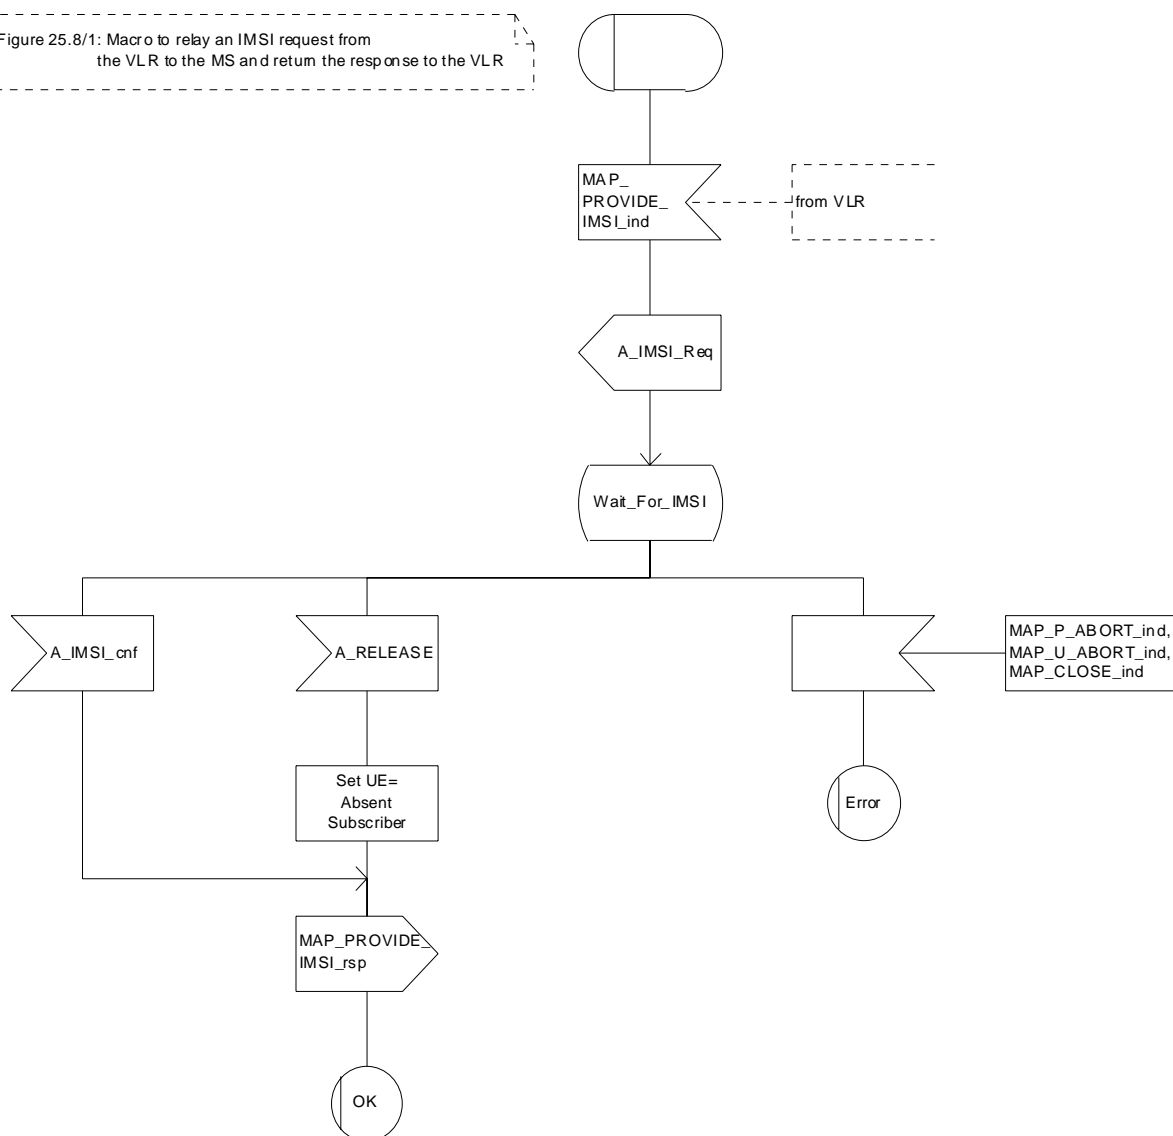 Figure 25.8/1: Macro to relay an IMSI request from
the VLR to the MS and return the response to the VLR
MAP_
PROVIDE_
IMSI_ind
from VLR
A_IMSI_Req
Wait_For_IMSI
A_IMSI_cnf
A_RELEASE
MAP_P_ABORT_ind,
MAP_U_ABORT_ind,
MAP_CLOSE_ind
Set UE=
Absent
Subscriber
Error
MAP_PROVIDE_
IMSI_rsp
OK